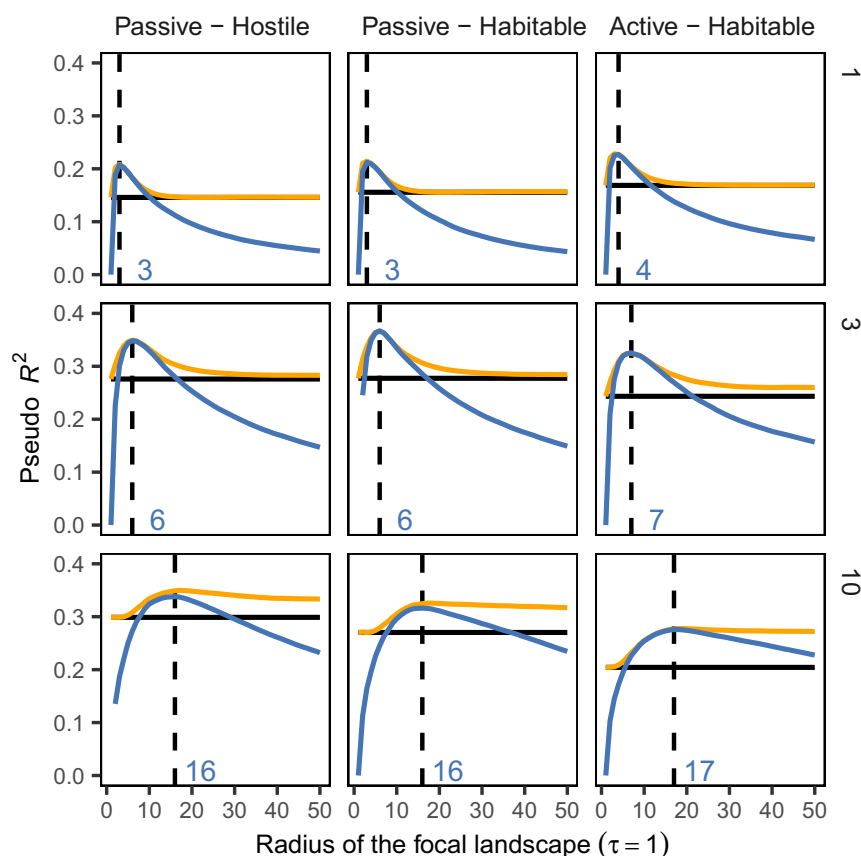 Passive − Hostile Passive − Habitable Active − Habitable
0.4
0.3
0.2
0.1
0.0
3 3 4
1
0.4
0.3
0.2
0.1
0.0
6 6 7
3
0.4
0.3
0.2
0.1
0.0
16 16 17
10
Pseudo R²
0 10 20 30 40 50 0 10 20 30 40 50 0 10 20 30 40 50
Radius of the focal landscape (τ = 1)